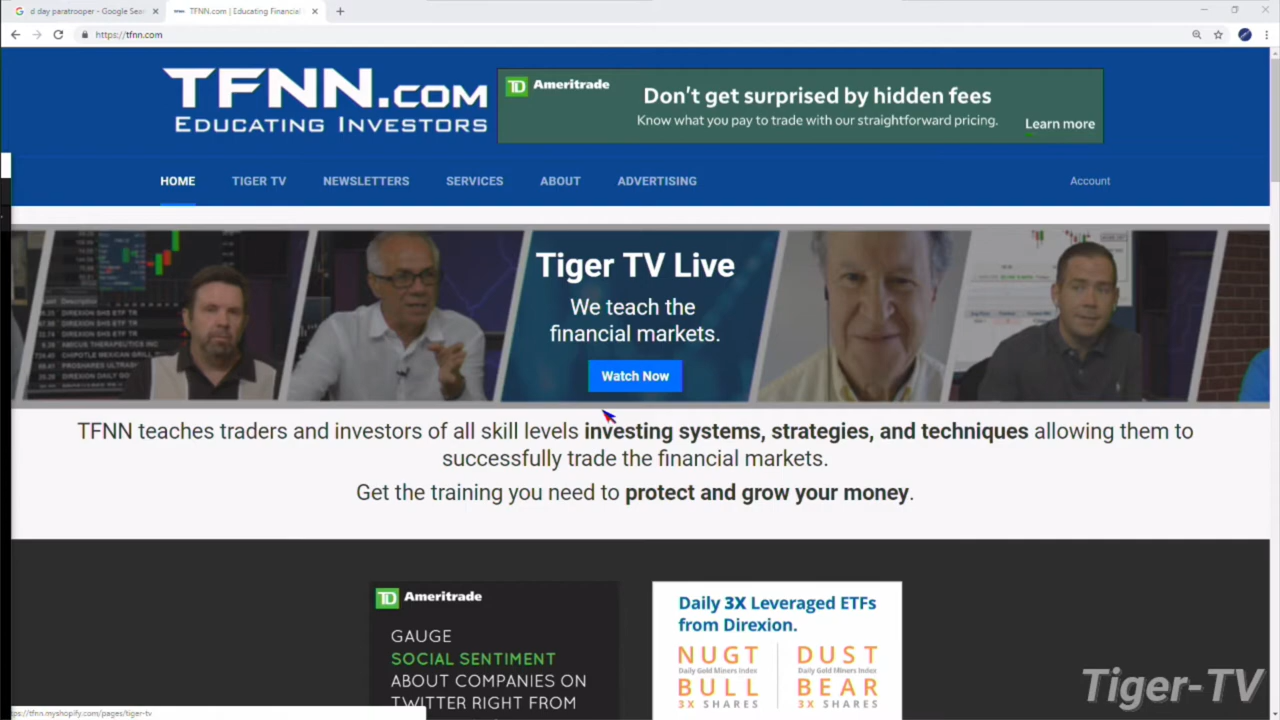 d day paratrooper - Google Sear
TFNN.com | Educating Financial
https://tfnn.com
TFNN.COM
EDUCATING INVESTORS
TD Ameritrade
Don't get surprised by hidden fees
Know what you pay to trade with our straightforward pricing.
Learn more
HOME TIGER TV NEWSLETTERS SERVICES ABOUT ADVERTISING Account
Tiger TV Live
We teach the
financial markets.
Watch Now
TFNN teaches traders and investors of all skill levels investing systems, strategies, and techniques allowing them to
successfully trade the financial markets.
Get the training you need to protect and grow your money.
TD Ameritrade
GAUGE
SOCIAL SENTIMENT
ABOUT COMPANIES ON
TWITTER RIGHT FROM
Daily 3X Leveraged ETFs
from Direxion.
NUGT DUST
Daily Gold Miners Index Daily Gold Miners Index
BULL BEAR
3X SHARES 3X SHARES
Tiger-TV
ps://tfnn.myshopify.com/pages/tiger-tv